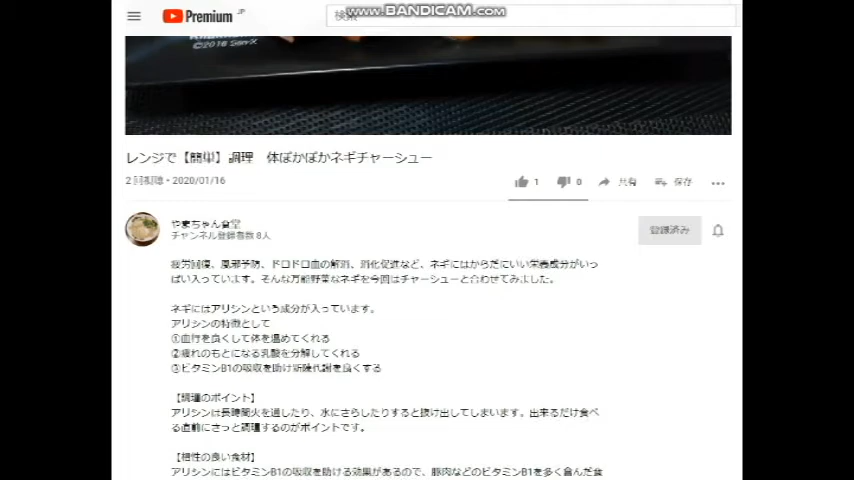 www.BANDICAM.com
Premium JP
検索
©2016 San-X
レンジで【簡単】調理　体ぽかぽかネギチャーシュー
2 回視聴・2020/01/16
1
0
共有
保存
やまちゃん食堂
チャンネル登録者数 8人
登録済み
疲労回復、風邪予防、ドロドロ血の解消、消化促進など、ネギにはからだにいい栄養成分がいっ
ぱい入っています。そんな万能野菜なネギを今回はチャーシューと合わせてみました。
ネギにはアリシンという成分が入っています。
アリシンの特徴として
①血行を良くして体を温めてくれる
②疲れのもとになる乳酸を分解してくれる
③ビタミンB1の吸収を助け新陳代謝を良くする
【調理のポイント】
アリシンは長時間火を通したり、水にさらしたりすると抜け出してしまいます。出来るだけ食べ
る直前にさっと調理するのがポイントです。
【相性の良い食材】
アリシンにはビタミンB1の吸収を助ける効果があるので、豚肉などのビタミンB1を多く含んだ食